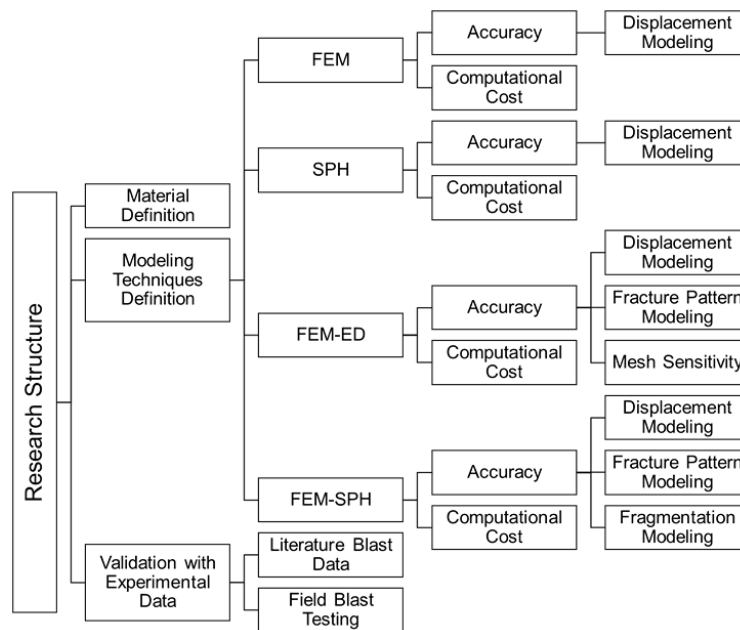 Research Structure
Material
Definition
Modeling
Techniques
Definition
Validation with
Experimental
Data
FEM
Accuracy
Displacement
Modeling
Computational
Cost
SPH
Accuracy
Displacement
Modeling
Computational
Cost
FEM-ED
Accuracy
Displacement
Modeling
Fracture Pattern
Modeling
Mesh Sensitivity
Computational
Cost
FEM-SPH
Accuracy
Displacement
Modeling
Fracture Pattern
Modeling
Fragmentation
Modeling
Computational
Cost
Literature Blast
Data
Field Blast
Testing